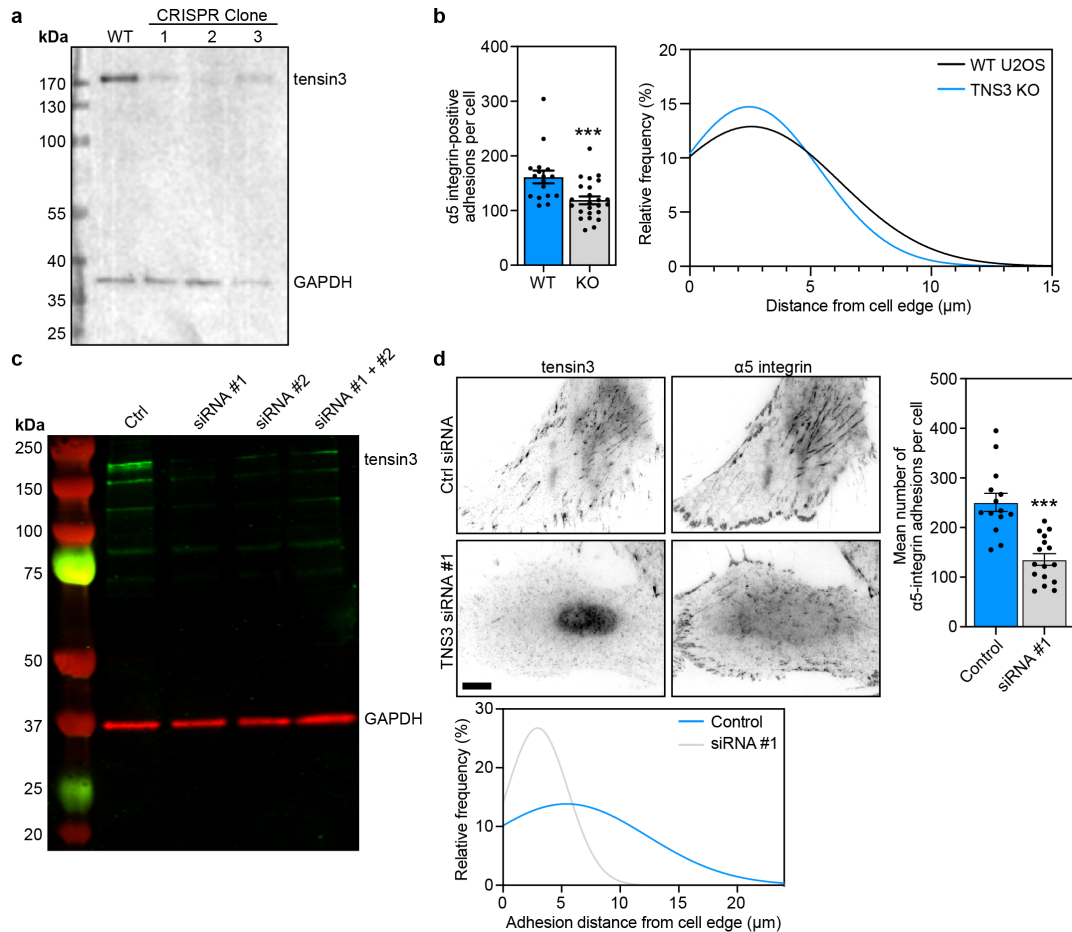 a
CRISPR Clone
kDa
WT
1
2
3
170
130
100
55
40
35
25
tensin3
GAPDH
b
α5 integrin-positive
adhesions per cell
400
300
200
100
0
***
WT
KO
Relative frequency (%)
20
15
10
5
0
WT U2OS
TNS3 KO
0
5
10
15
Distance from cell edge (μm)
c
kDa
Ctrl
siRNA #1
siRNA #2
siRNA #1 + #2
250
150
100
75
50
37
25
20
tensin3
GAPDH
d
tensin3
α5 integrin
Ctrl siRNA
TNS3 siRNA #1
Mean number of
α5-integrin adhesions per cell
500
400
300
200
100
0
***
Control
siRNA #1
Relative frequency (%)
30
20
10
0
Control
siRNA #1
0
5
10
15
20
Adhesion distance from cell edge (μm)